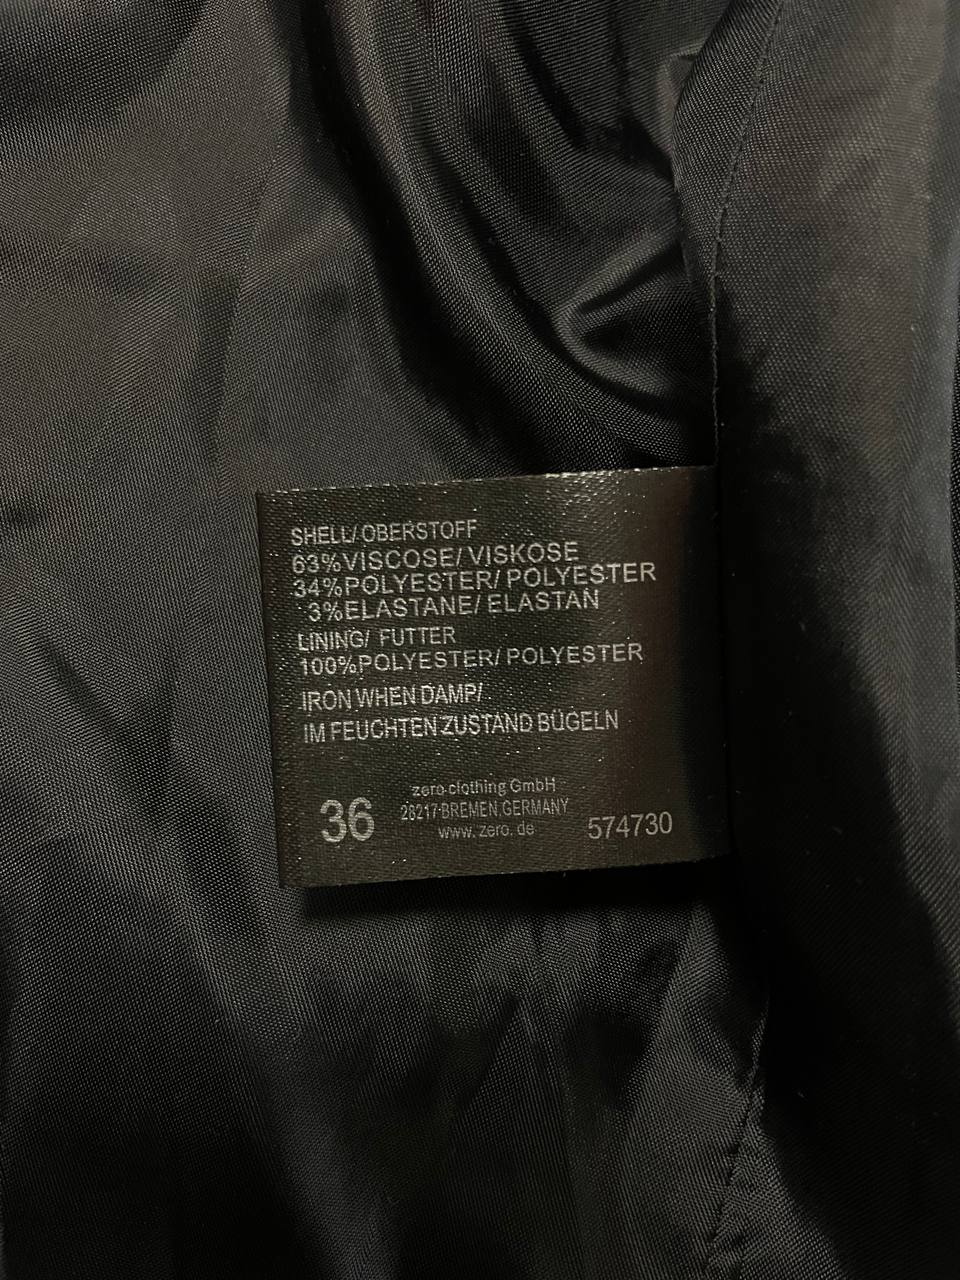 SHELL/ OBERSTOFF
63%VISCOSE/ VISKOSE
34%POLYESTER/ POLYESTER
3%ELASTANE/ ELASTAN
LINING/ FUTTER
100%POLYESTER/ POLYESTER
IRON WHEN DAMP/
IM FEUCHTEN ZUSTAND BÜGELN
zero clothing GmbH
28217 BREMEN, GERMANY
www. zero. de
36
574730